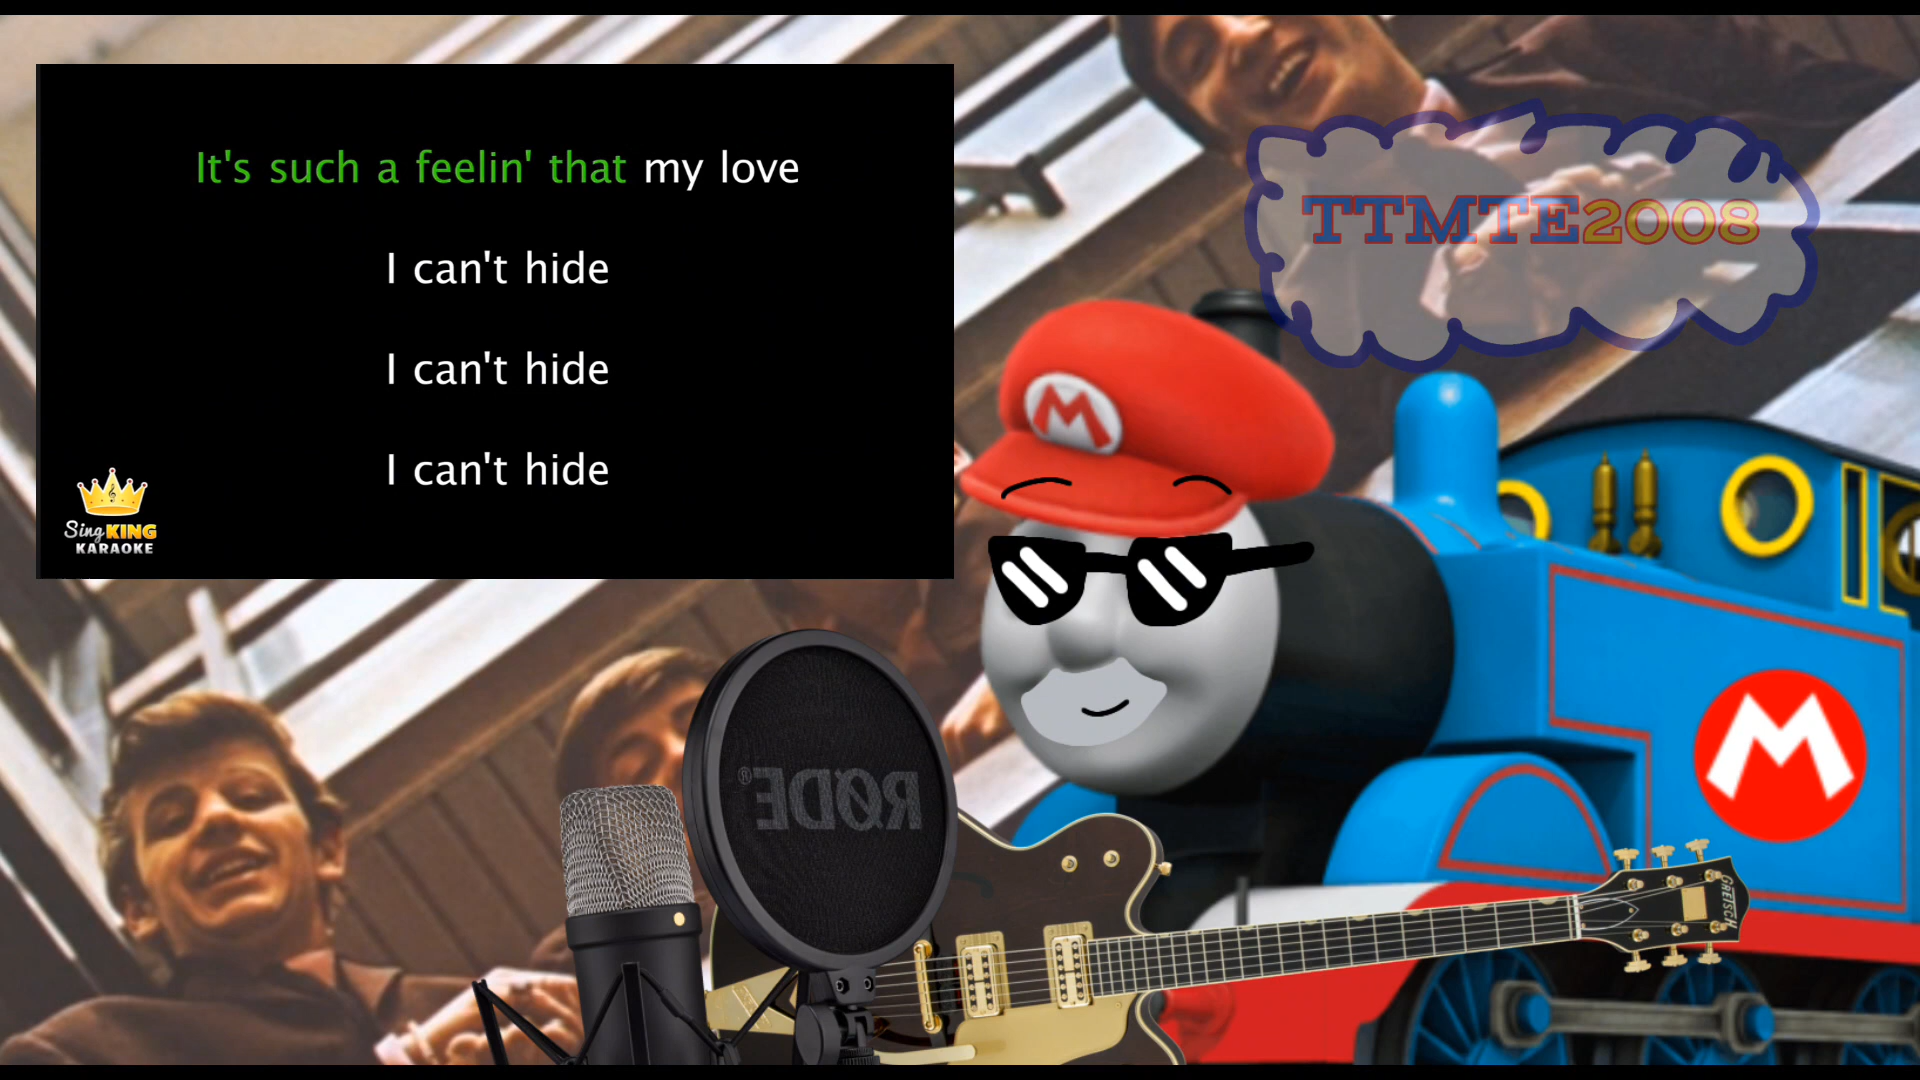 It's such a feelin' that my love
I can't hide
I can't hide
I can't hide
Sing KING
KARAOKE
TTMTE2008
M
M
RØDE®
GRETSCH